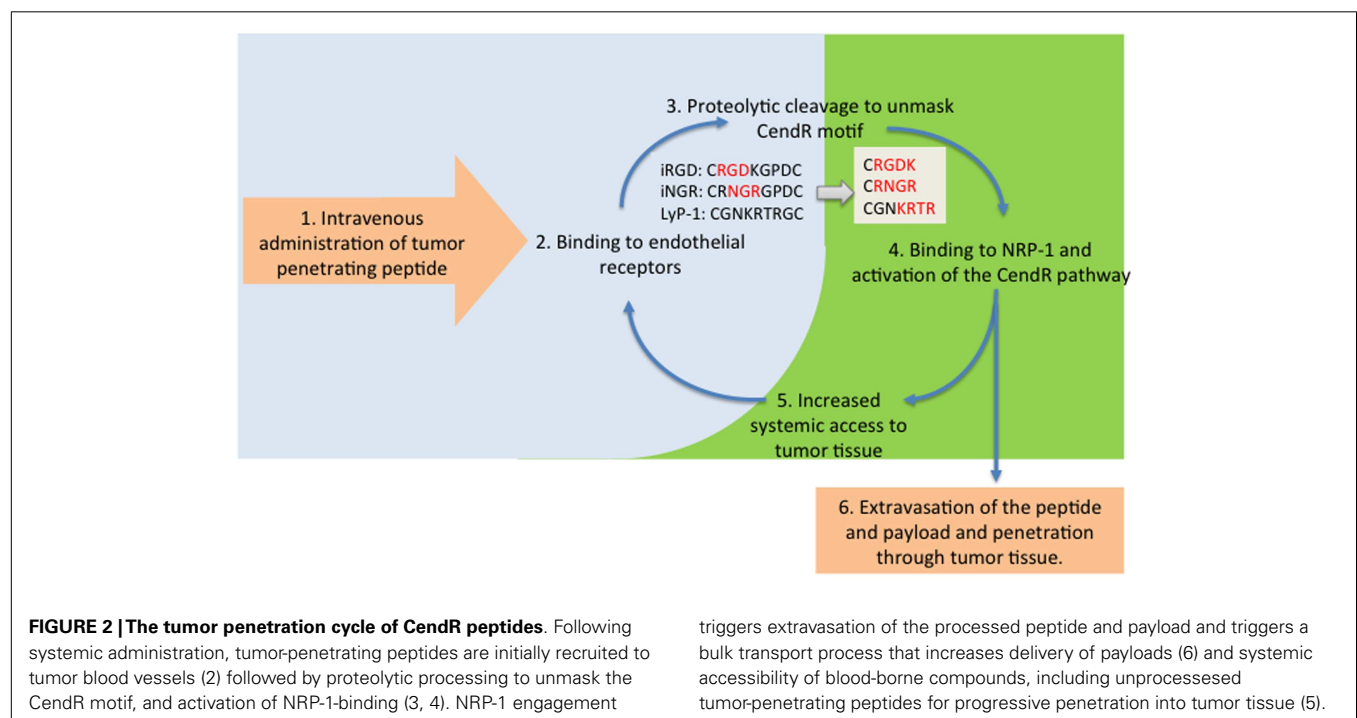 3. Proteolytic cleavage to unmask
CendR motif
iRGD: CRGDKGPDC
iNGR: CRNGRGPDC
LyP-1: CGNKRTRGC
CRGDK
CRNGR
CGNKRTR
1. Intravenous
administration of tumor
penetrating peptide
2. Binding to endothelial
receptors
4. Binding to NRP-1 and
activation of the CendR pathway
5. Increased
systemic access to
tumor tissue
6. Extravasation of the peptide
and payload and penetration
through tumor tissue.
FIGURE 2 | The tumor penetration cycle of CendR peptides. Following
systemic administration, tumor-penetrating peptides are initially recruited to
tumor blood vessels (2) followed by proteolytic processing to unmask the
CendR motif, and activation of NRP-1-binding (3, 4). NRP-1 engagement
triggers extravasation of the processed peptide and payload and triggers a
bulk transport process that increases delivery of payloads (6) and systemic
accessibility of blood-borne compounds, including unprocessesed
tumor-penetrating peptides for progressive penetration into tumor tissue (5).